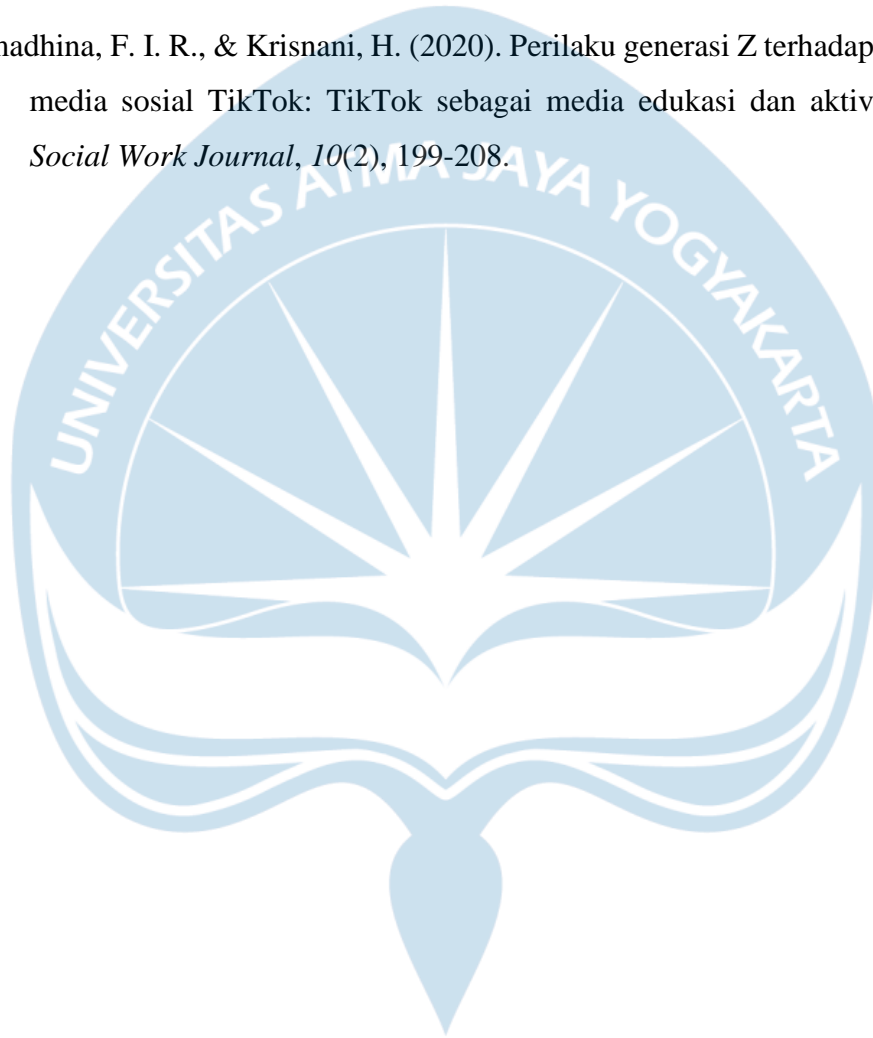 nadhina, F. I. R., & Krisnani, H. (2020). Perilaku generasi Z terhadap
media sosial TikTok: TikTok sebagai media edukasi dan aktiv
Social Work Journal, 10(2), 199-208.
UNIVERSITAS ATMA JAYA YOGYAKARTA